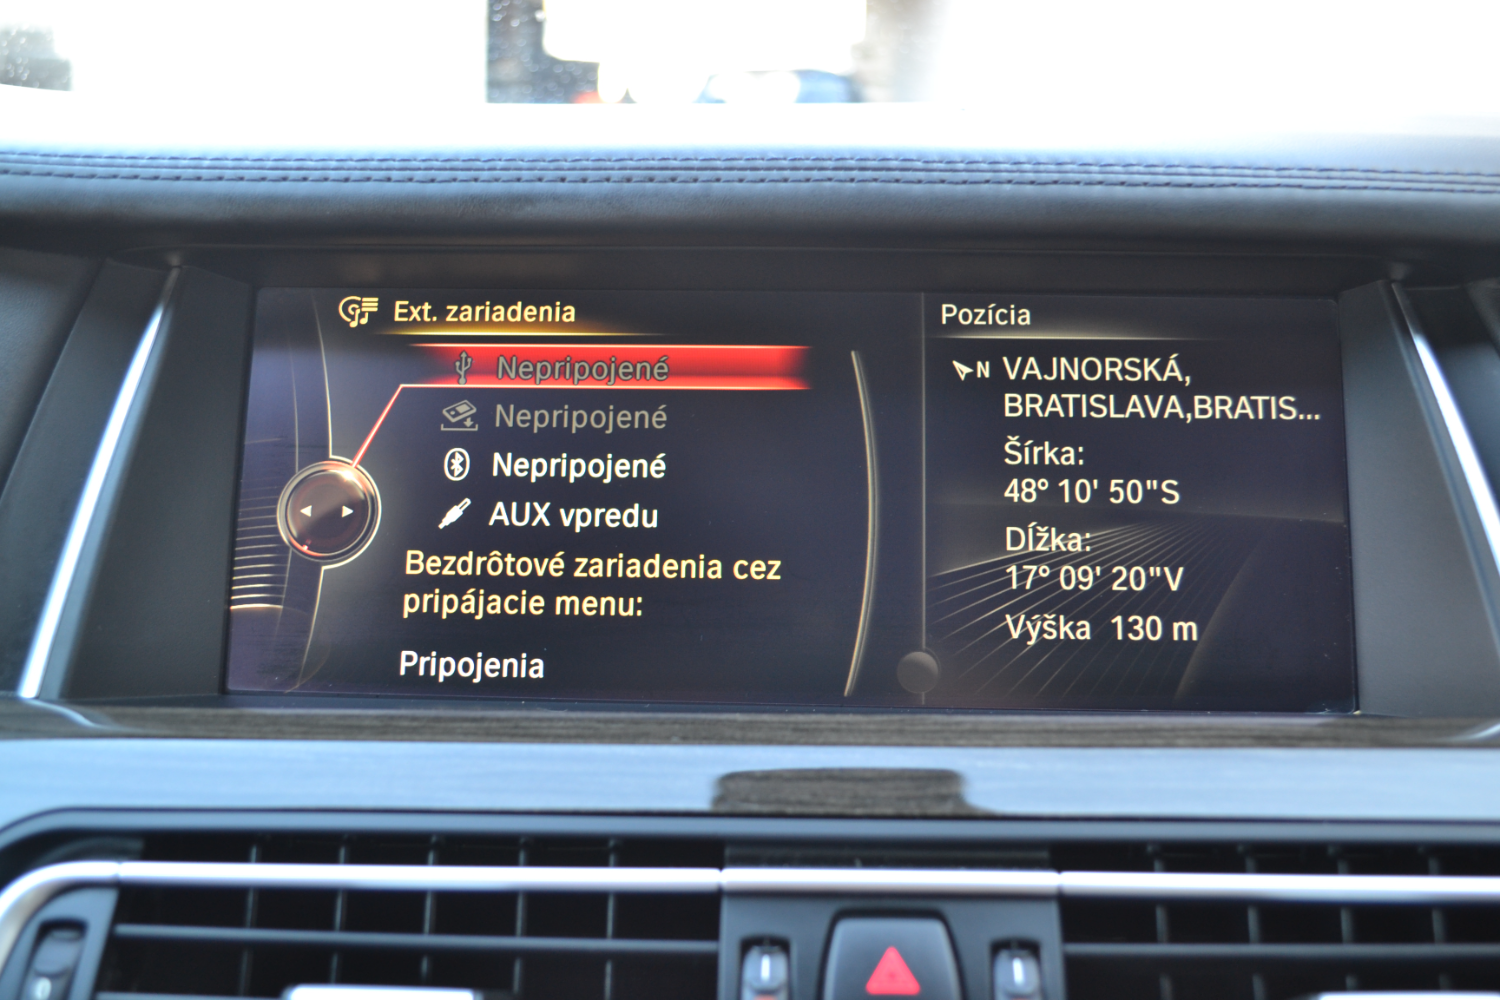 Ext. zariadenia
Nepripojené
Nepripojené
Nepripojené
AUX vpredu
Bezdrôtové zariadenia cez
pripájacie menu:
Pripojenia
Pozícia
N VAJNORSKÁ,
BRATISLAVA,BRATIS...
Šírka:
48° 10' 50"S
Dĺžka:
17° 09' 20"V
Výška 130 m